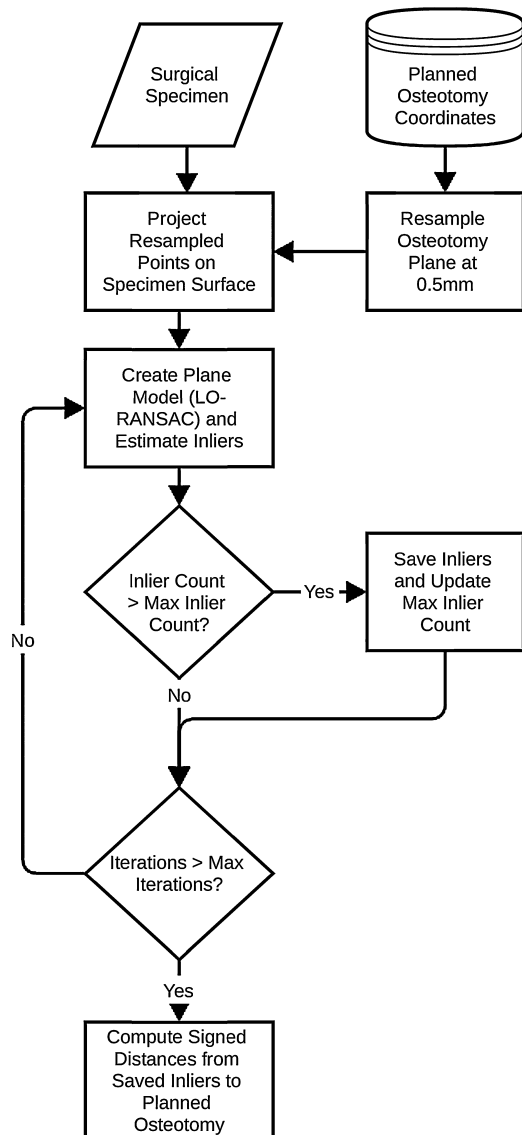 Surgical
Specimen
Planned
Osteotomy
Coordinates
Project
Resampled
Points on
Specimen Surface
Resample
Osteotomy
Plane at
0.5mm
Create Plane
Model (LO-
RANSAC) and
Estimate Inliers
Inlier Count
> Max Inlier
Count?
Yes
Save Inliers
and Update
Max Inlier
Count
No
No
Iterations > Max
Iterations?
Yes
Compute Signed
Distances from
Saved Inliers to
Planned
Osteotomy